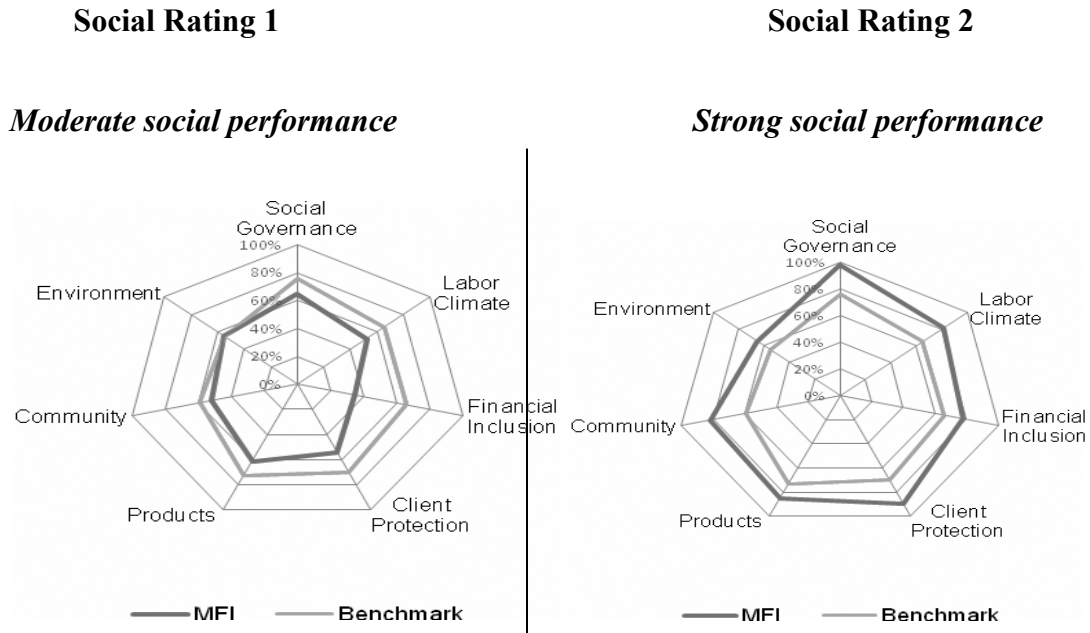 Social Rating 1
Moderate social performance
Social
Governance
100%
80%
60%
40%
20%
0%
Labor
Climate
Financial
Inclusion
Client
Protection
Products
Community
Environment
MFI
Benchmark
Social Rating 2
Strong social performance
Social
Governance
100%
80%
60%
40%
20%
0%
Labor
Climate
Financial
Inclusion
Client
Protection
Products
Community
Environment
MFI
Benchmark